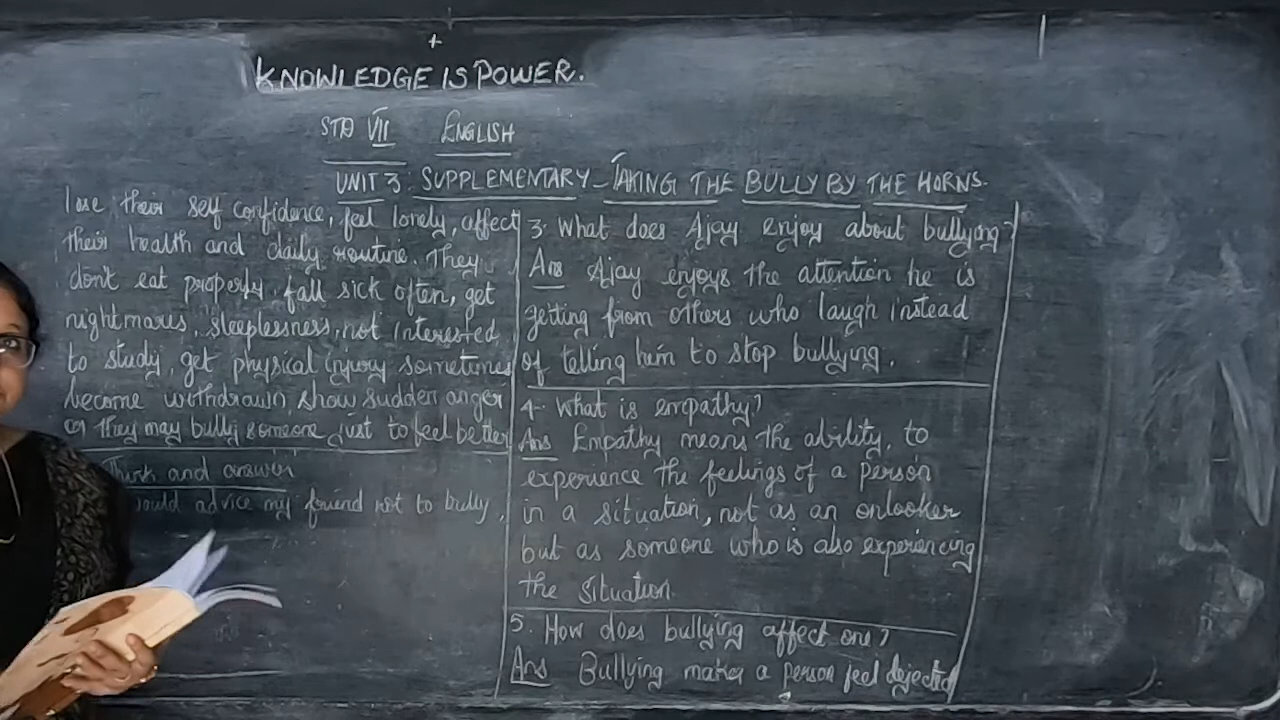 KNOWLEDGE IS POWER.
STD VII ENGLISH
UNIT 3: SUPPLEMENTARY - TAKING THE BULLY BY THE HORNS.
lose their self confidence, feel lonely, affect
their health and daily routine. They
don't eat properly, fall sick often, get
nightmares, sleeplessness, not interested
to study, get physical injury sometimes
become withdrawn, show sudden anger
or they may bully someone just to feel better
Think and answer
would advice my friend not to bully,
3. What does Ajay enjoy about bullying?
Ans Ajay enjoys the attention he is
getting from others who laugh instead
of telling him to stop bullying.
4. What is empathy?
Ans Empathy means the ability, to
experience the feelings of a person
in a situation, not as an onlooker
but as someone who is also experiencing
the situation.
5. How does bullying affect one?
Ans Bullying makes a person feel dejected